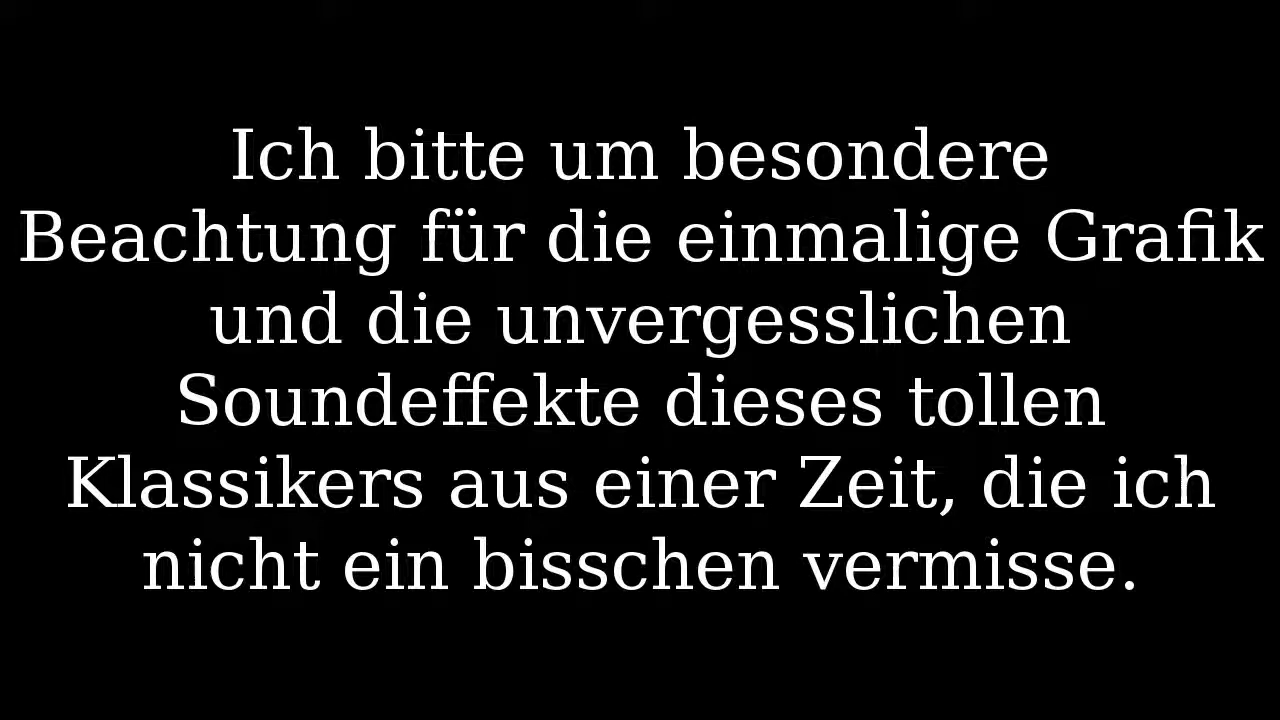 Ich bitte um besondere
Beachtung für die einmalige Grafik
und die unvergesslichen
Soundeffekte dieses tollen
Klassikers aus einer Zeit, die ich
nicht ein bisschen vermisse.